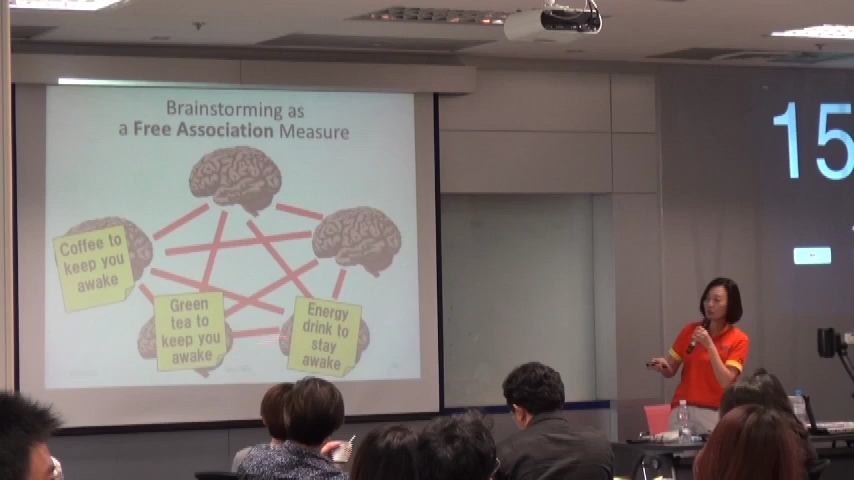 Brainstorming as
a Free Association Measure
Coffee to
keep you
awake
Green
tea to
keep you
awake
Energy
drink to
stay
awake
15